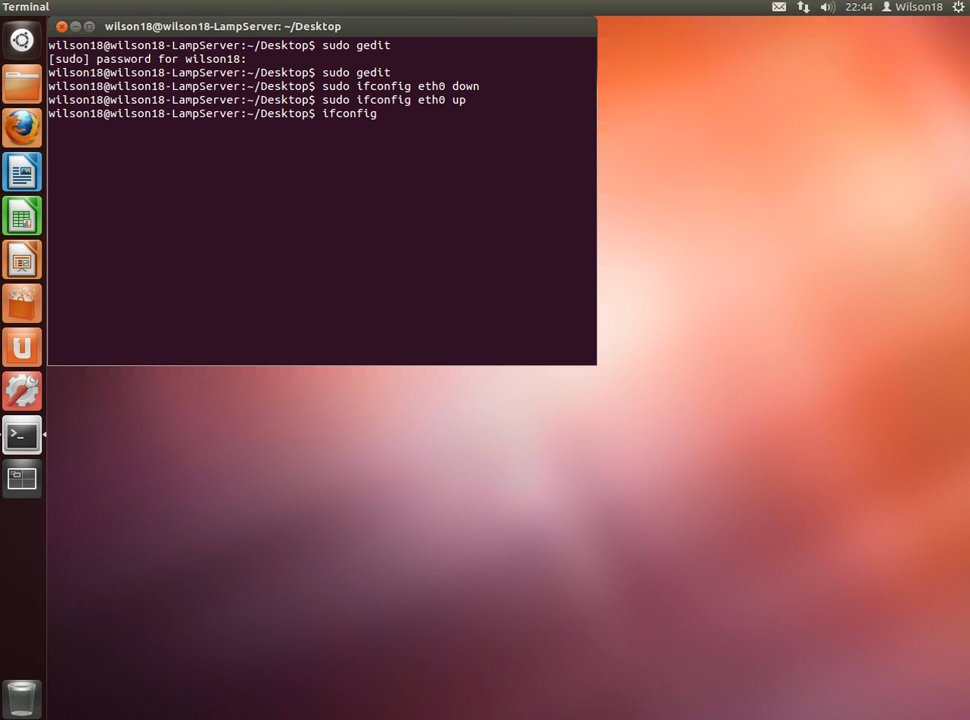 Terminal
22:44
Wilson18
wilson18@wilson18-LampServer: ~/Desktop
wilson18@wilson18-LampServer:~/Desktop$ sudo gedit
[sudo] password for wilson18:
wilson18@wilson18-LampServer:~/Desktop$ sudo gedit
wilson18@wilson18-LampServer:~/Desktop$ sudo ifconfig eth0 down
wilson18@wilson18-LampServer:~/Desktop$ sudo ifconfig eth0 up
wilson18@wilson18-LampServer:~/Desktop$ ifconfig